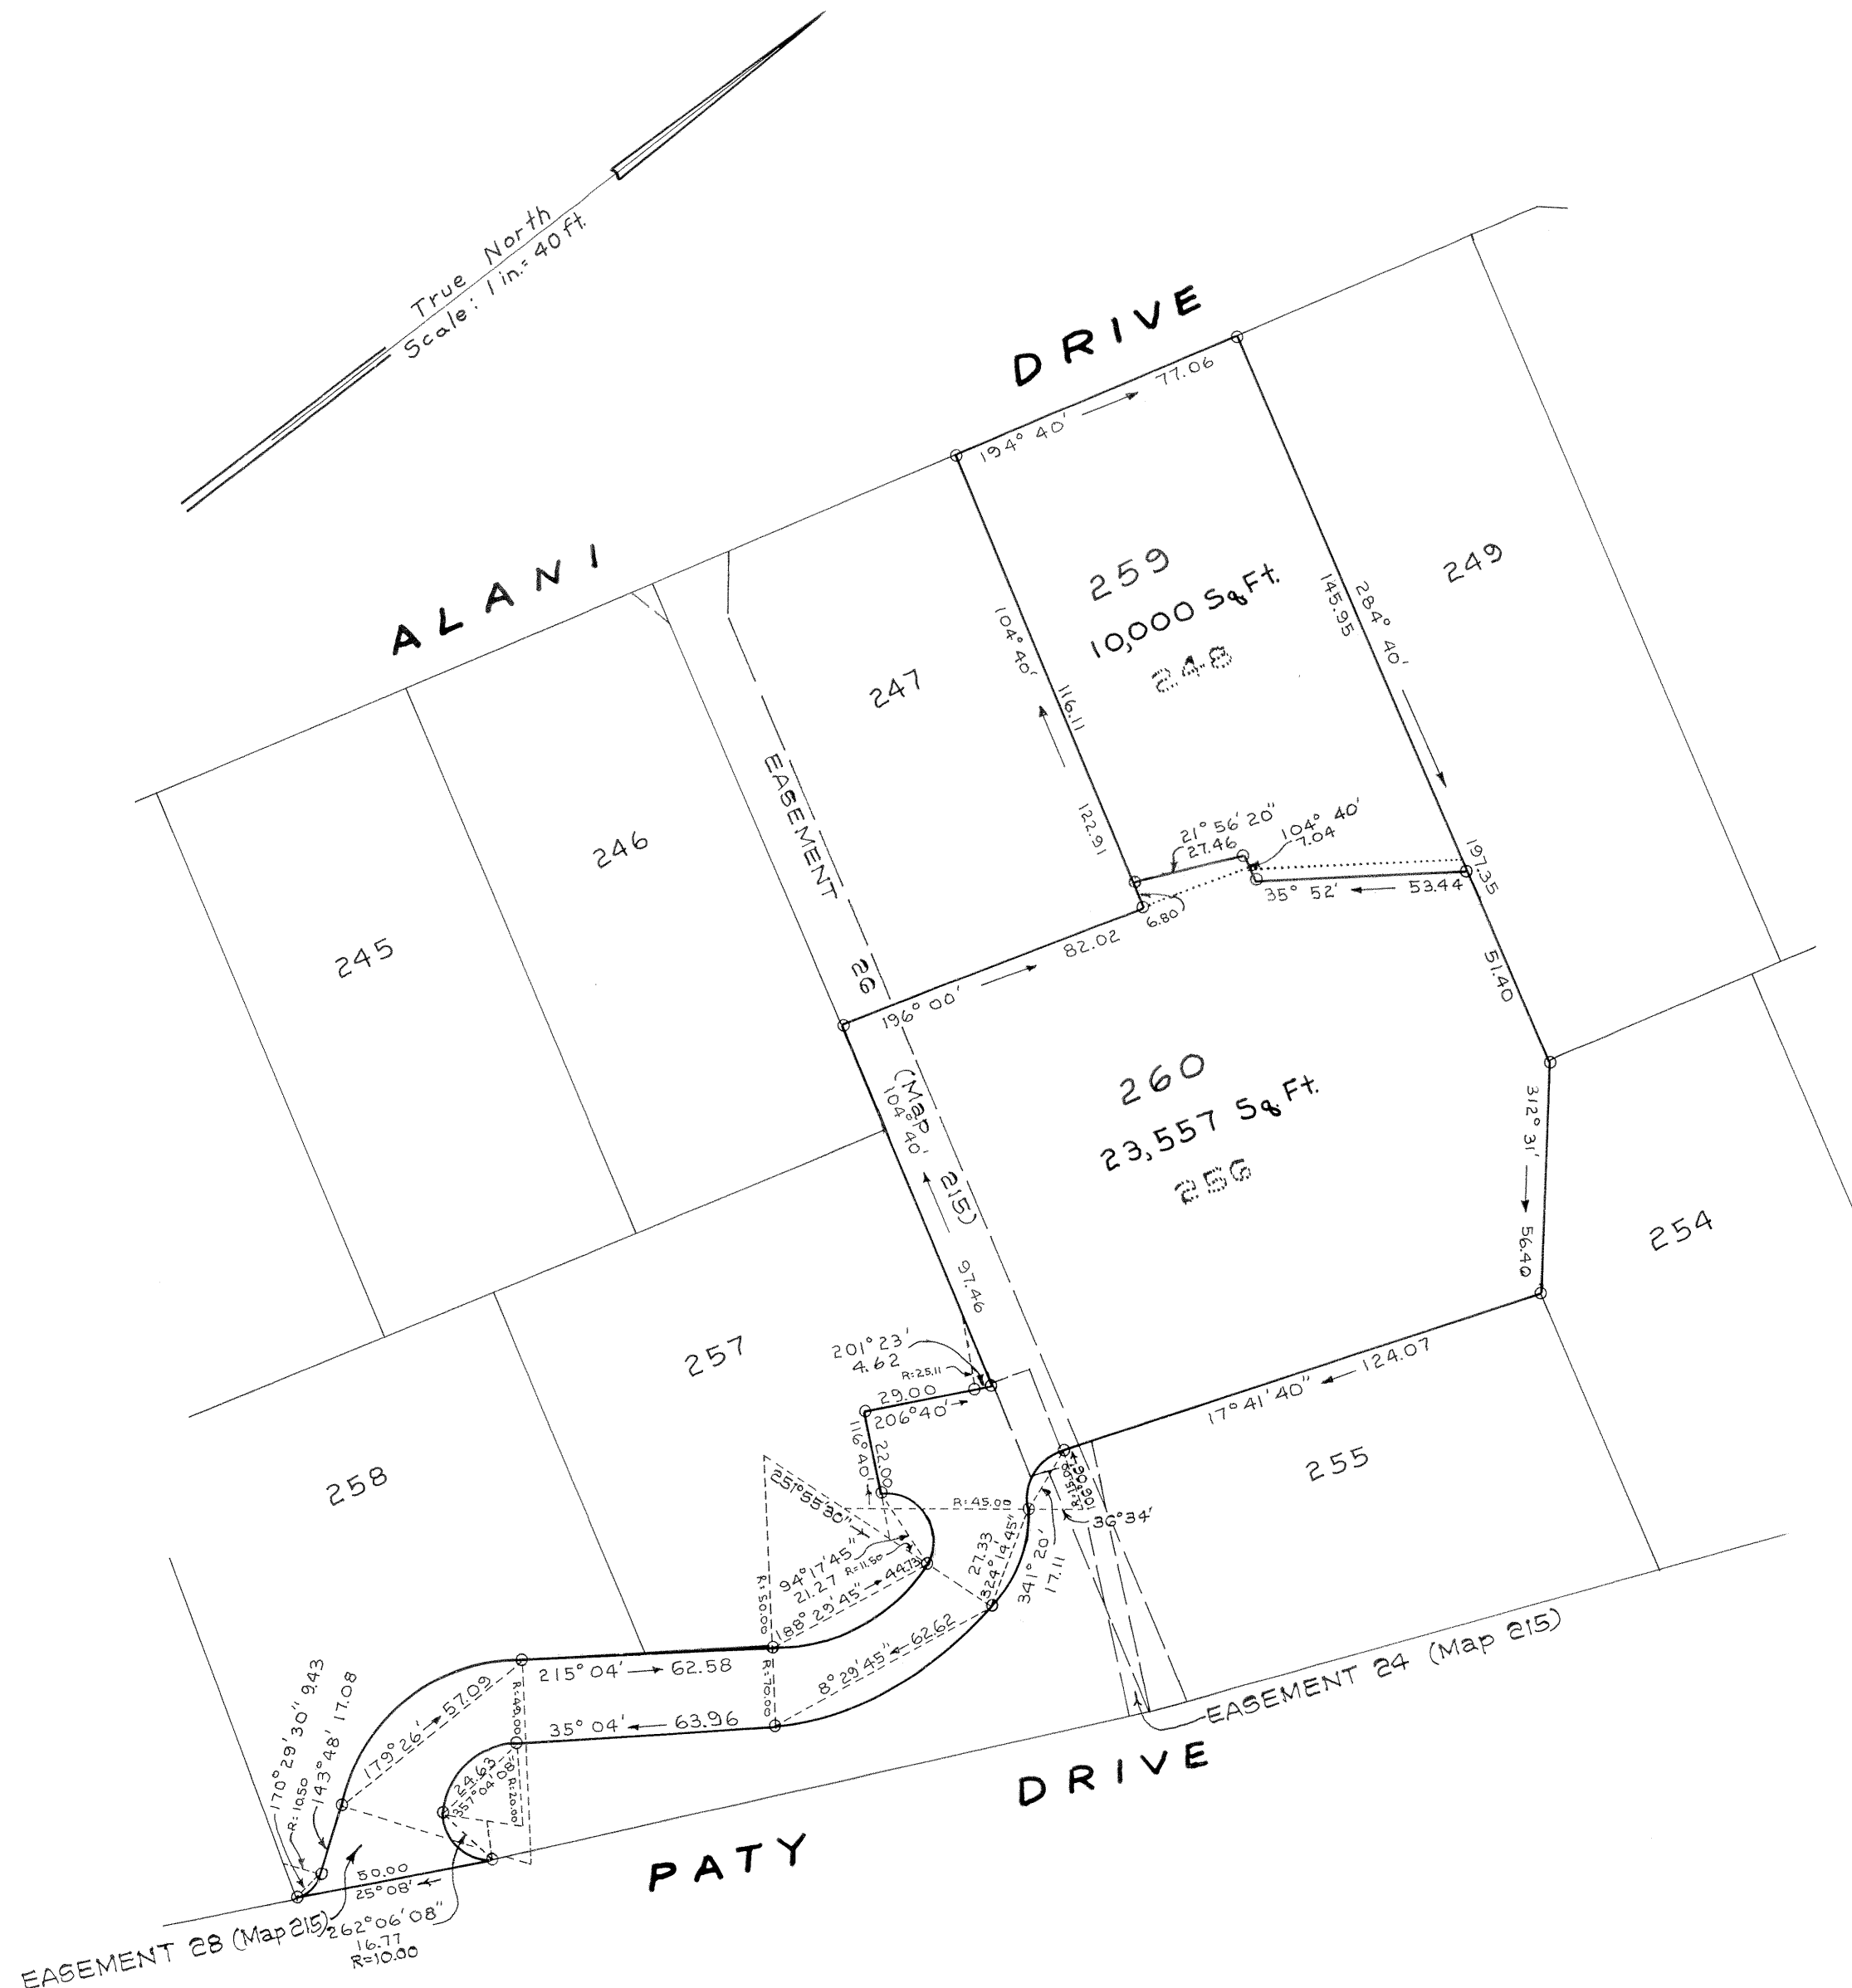 True North
Scale: 1 in.= 40 ft.
ALANI DRIVE
194° 40'
77.06
259
10,000 Sq. Ft.
248
249
104° 40'
116.11
122.91
284° 40'
145.95
197.35
51.40
247
246
245
EASEMENT 26 (Map 215)
21° 56' 20"
27.46
104° 40'
7.04
35° 52'
53.44
6.80
82.02
196° 00'
260
23,557 Sq. Ft.
256
104° 40'
97.46
312° 31'
56.40
254
257
201° 23'
4.62
R=25.11
29.00
206° 40'
116° 40'
22.00
17° 41' 40"
124.07
255
258
251° 55' 30"
R=45.00
R=15.00
36° 34'
94° 17' 45"
21.27
R=11.50
R=50.00
188° 29' 45"
44.73
27.33
324° 14' 45"
341° 20'
17.11
8° 29' 45"
62.62
R=70.00
215° 04'
62.58
35° 04'
63.96
179° 26'
57.09
R=49.00
24.63
357° 04' 08"
R=20.00
170° 29' 30" 9.43
R=10.50
143° 48' 17.08
50.00
25° 08'
262° 06' 08"
16.77
R=10.00
EASEMENT 28 (Map 215)
EASEMENT 24 (Map 215)
PATY DRIVE